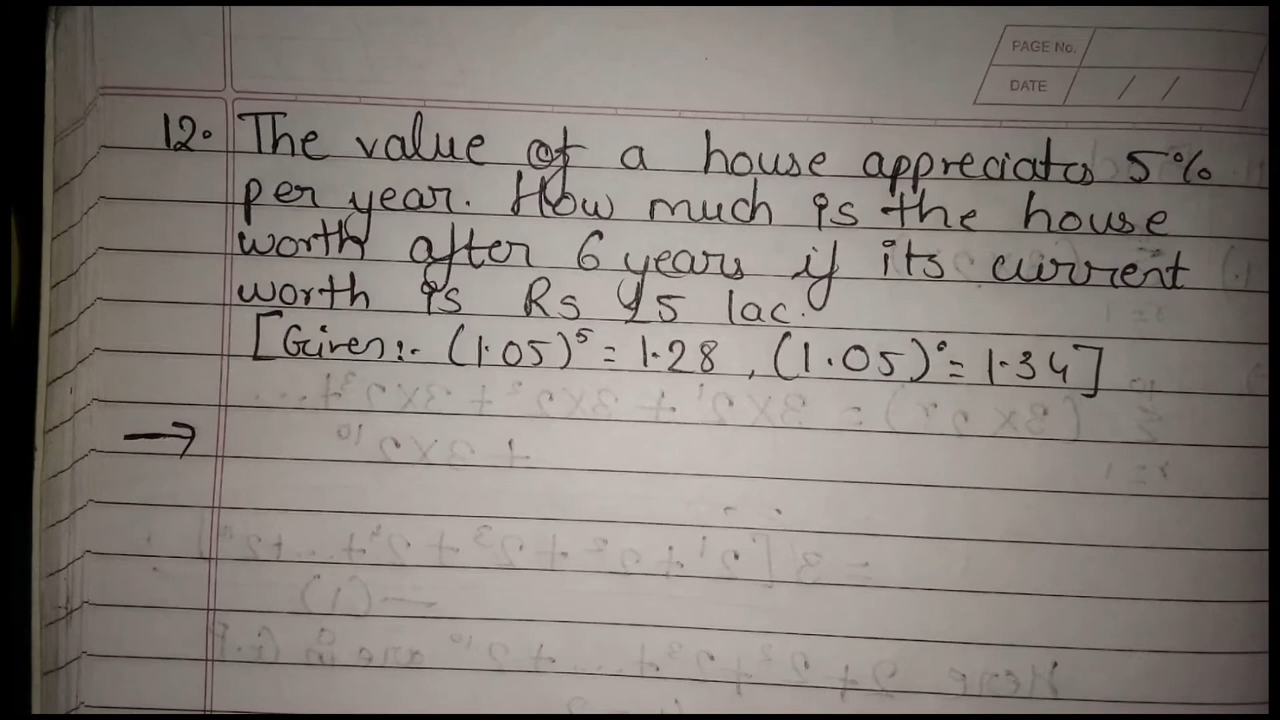 PAGE No.
DATE / /
12. The value of a house appreciates 5%
per year. How much is the house
worth after 6 years if its current
worth is Rs 15 lac.
[Given:- (1.05)⁵ = 1.28 , (1.05)⁶ = 1.34]
→